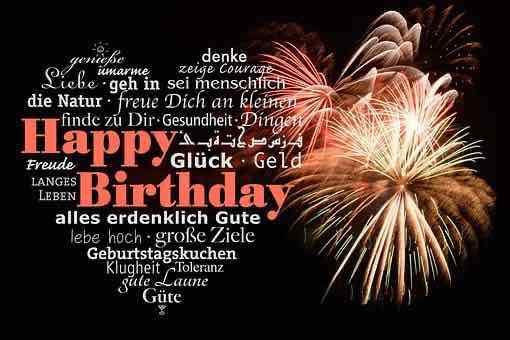 genieße denke
umarme zeige Courage
Liebe · geh in sei menschlich
die Natur · freue Dich an kleinen
finde zu Dir · Gesundheit · Dingen
Happy
Freude Glück · Geld
LANGES Birthday
LEBEN
alles erdenklich Gute
lebe hoch · große Ziele
Geburtstagskuchen
Klugheit Toleranz
gute Laune
Güte